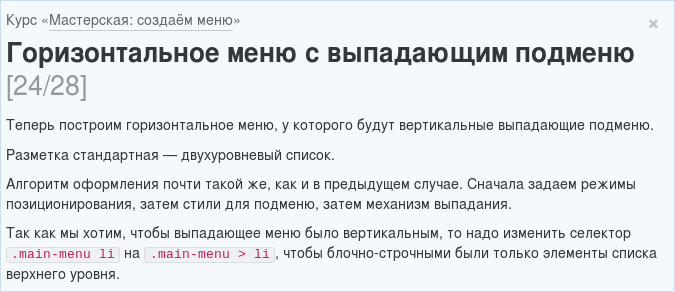 Курс «Мастерская: создаём меню»
×
Горизонтальное меню с выпадающим подменю
[24/28]
Теперь построим горизонтальное меню, у которого будут вертикальные выпадающие подменю.
Разметка стандартная — двухуровневый список.
Алгоритм оформления почти такой же, как и в предыдущем случае. Сначала задаем режимы
позиционирования, затем стили для подменю, затем механизм выпадания.
Так как мы хотим, чтобы выпадающее меню было вертикальным, то надо изменить селектор
.main-menu li на .main-menu > li, чтобы блочно-строчными были только элементы списка
верхнего уровня.